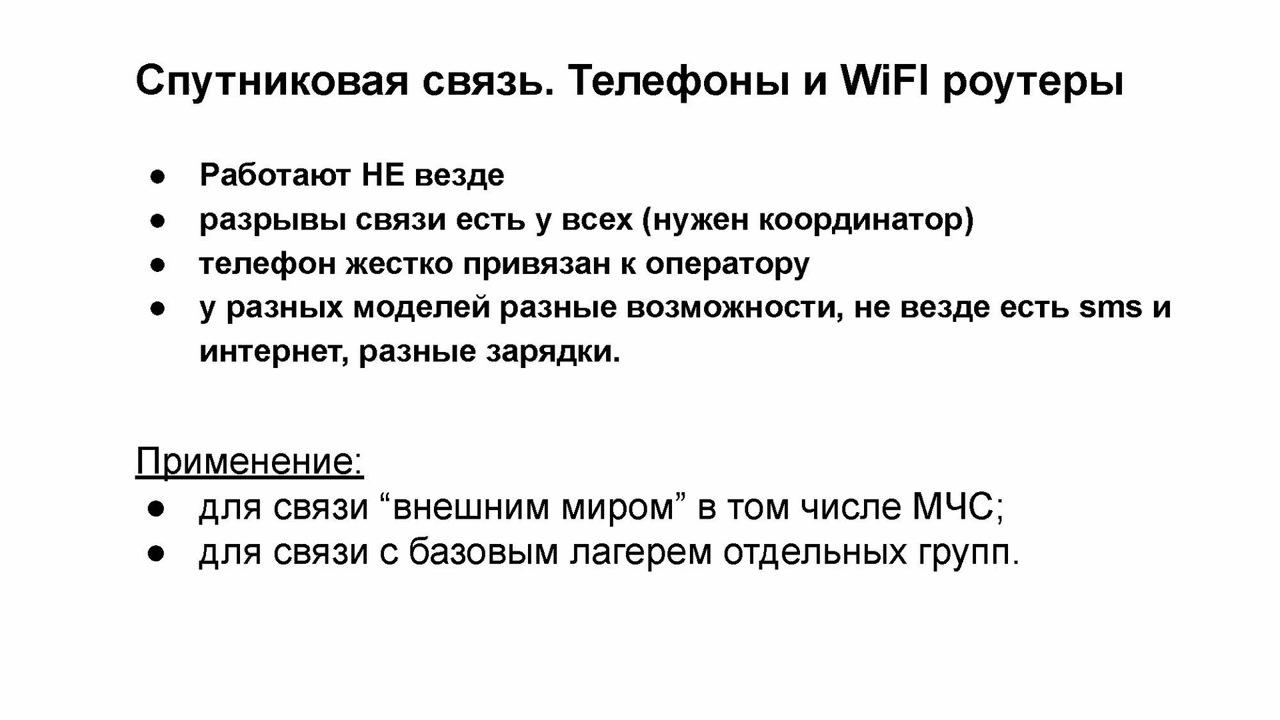 Спутниковая связь. Телефоны и WiFI роутеры
● Работают НЕ везде
● разрывы связи есть у всех (нужен координатор)
● телефон жестко привязан к оператору
● у разных моделей разные возможности, не везде есть sms и
интернет, разные зарядки.
Применение:
● для связи “внешним миром” в том числе МЧС;
● для связи с базовым лагерем отдельных групп.